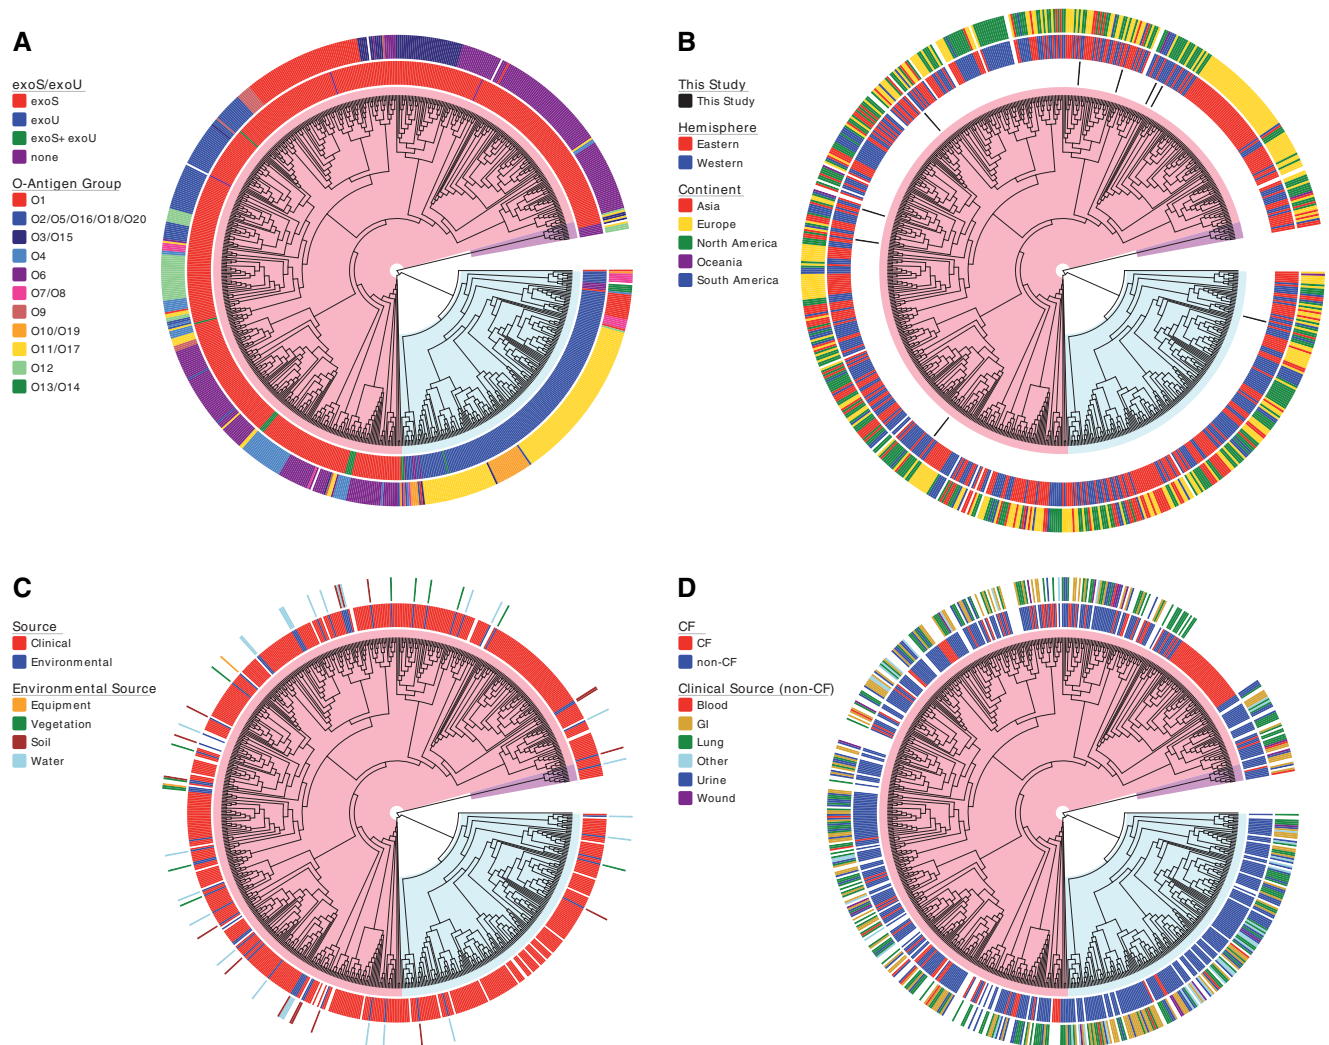 A
exoS/exoU
exoS
exoU
exoS+ exoU
none
O-Antigen Group
O1
O2/O5/O16/O18/O20
O3/O15
O4
O6
O7/O8
O9
O10/O19
O11/O17
O12
O13/O14
B
This Study
This Study
Hemisphere
Eastern
Western
Continent
Asia
Europe
North America
Oceania
South America
C
Source
Clinical
Environmental
Environmental Source
Equipment
Vegetation
Soil
Water
D
CF
CF
non-CF
Clinical Source (non-CF)
Blood
GI
Lung
Other
Urine
Wound